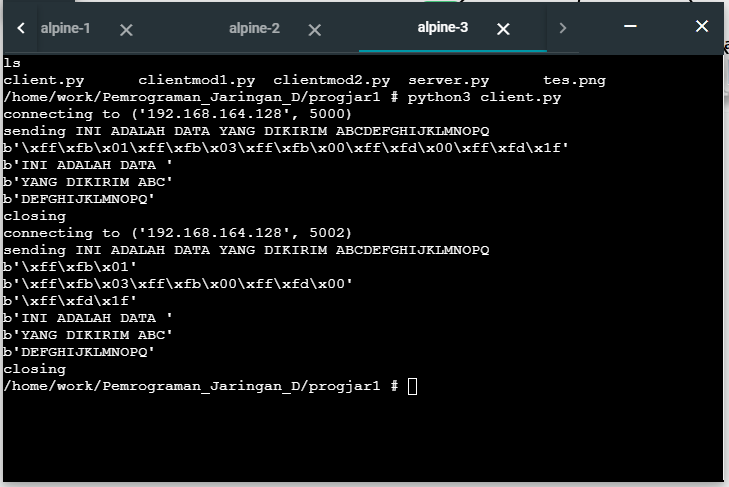 alpine-1
alpine-2
alpine-3
ls
client.py clientmod1.py clientmod2.py server.py tes.png
/home/work/Pemrograman_Jaringan_D/progjar1 # python3 client.py
connecting to ('192.168.164.128', 5000)
sending INI ADALAH DATA YANG DIKIRIM ABCDEFGHIJKLMNOPQ
b'\xff\xfb\x01\xff\xfb\x03\xff\xfb\x00\xff\xfd\x00\xff\xfd\x1f'
b'INI ADALAH DATA '
b'YANG DIKIRIM ABC'
b'DEFGHIJKLMNOPQ'
closing
connecting to ('192.168.164.128', 5002)
sending INI ADALAH DATA YANG DIKIRIM ABCDEFGHIJKLMNOPQ
b'\xff\xfb\x01'
b'\xff\xfb\x03\xff\xfb\x00\xff\xfd\x00'
b'\xff\xfd\x1f'
b'INI ADALAH DATA '
b'YANG DIKIRIM ABC'
b'DEFGHIJKLMNOPQ'
closing
/home/work/Pemrograman_Jaringan_D/progjar1 #